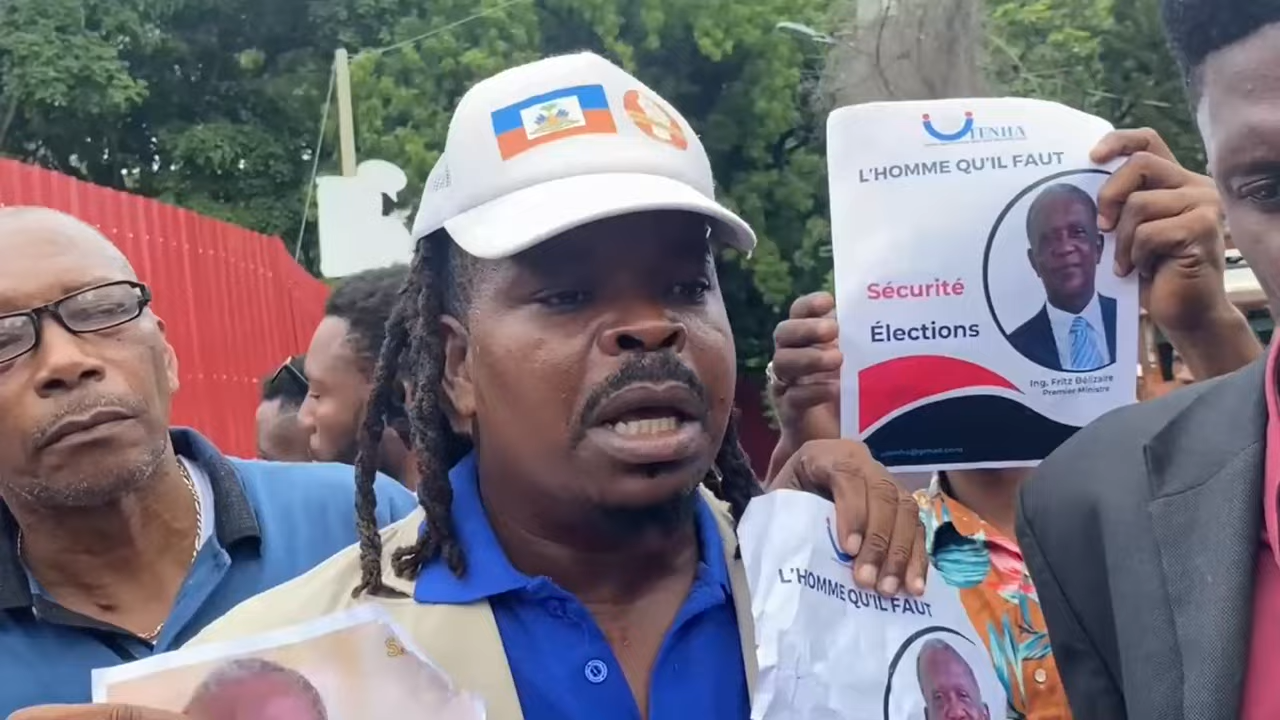 UTENHA
L'HOMME QU'IL FAUT
Sécurité
Élections
Ing. Fritz Bélizaire
Premier Ministre
L'HOMME QU'IL FAUT